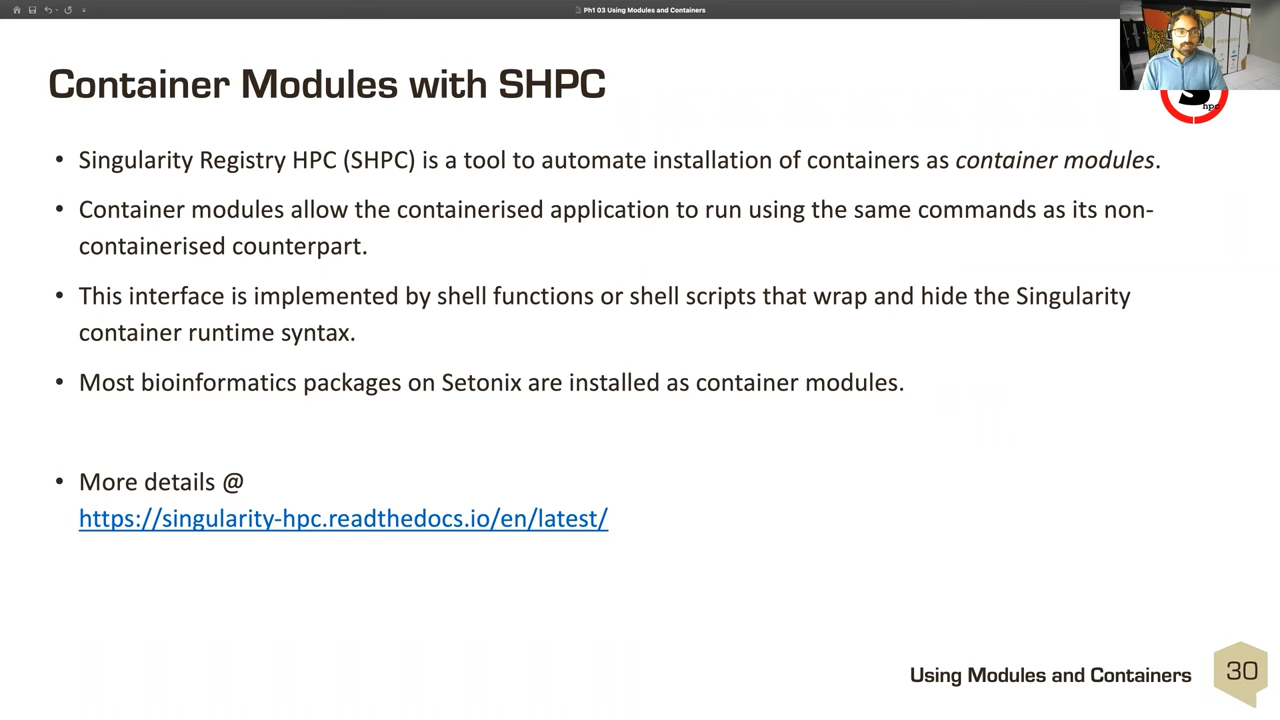 Ph1 03 Using Modules and Containers
Container Modules with SHPC
hpc
• Singularity Registry HPC (SHPC) is a tool to automate installation of containers as container modules.
• Container modules allow the containerised application to run using the same commands as its non-
containerised counterpart.
• This interface is implemented by shell functions or shell scripts that wrap and hide the Singularity
container runtime syntax.
• Most bioinformatics packages on Setonix are installed as container modules.
• More details @
https://singularity-hpc.readthedocs.io/en/latest/
Using Modules and Containers
30